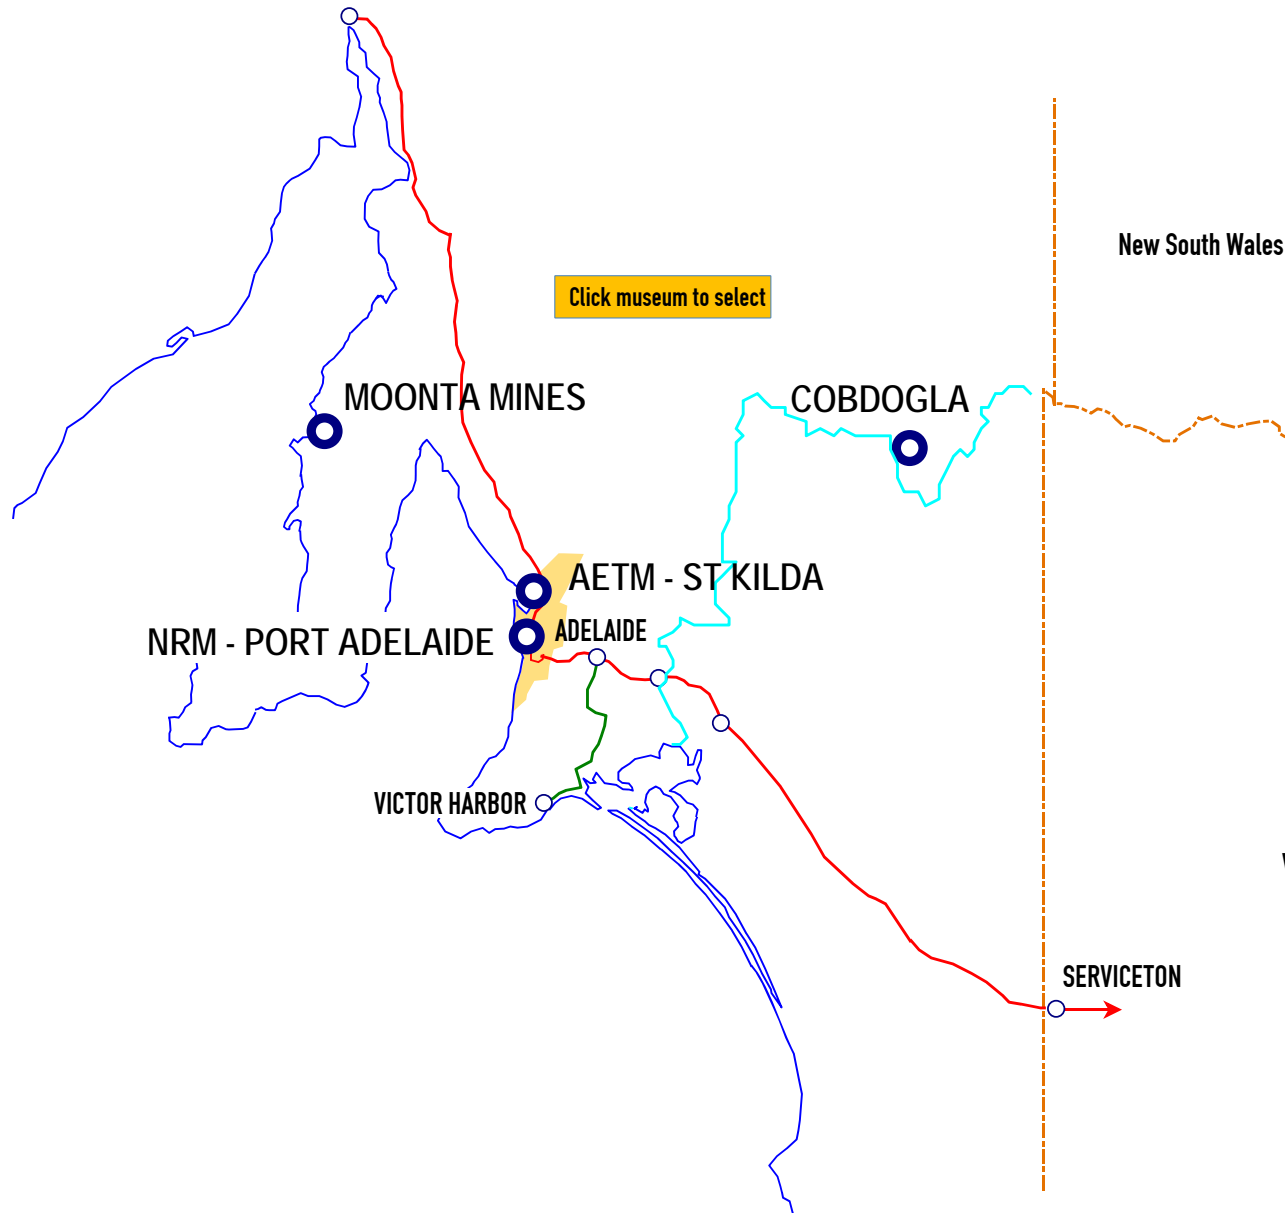 New South Wales
Click museum to select
MOONTA MINES
COBDOGLA
AETM - ST KILDA
NRM - PORT ADELAIDE
ADELAIDE
VICTOR HARBOR
SERVICETON